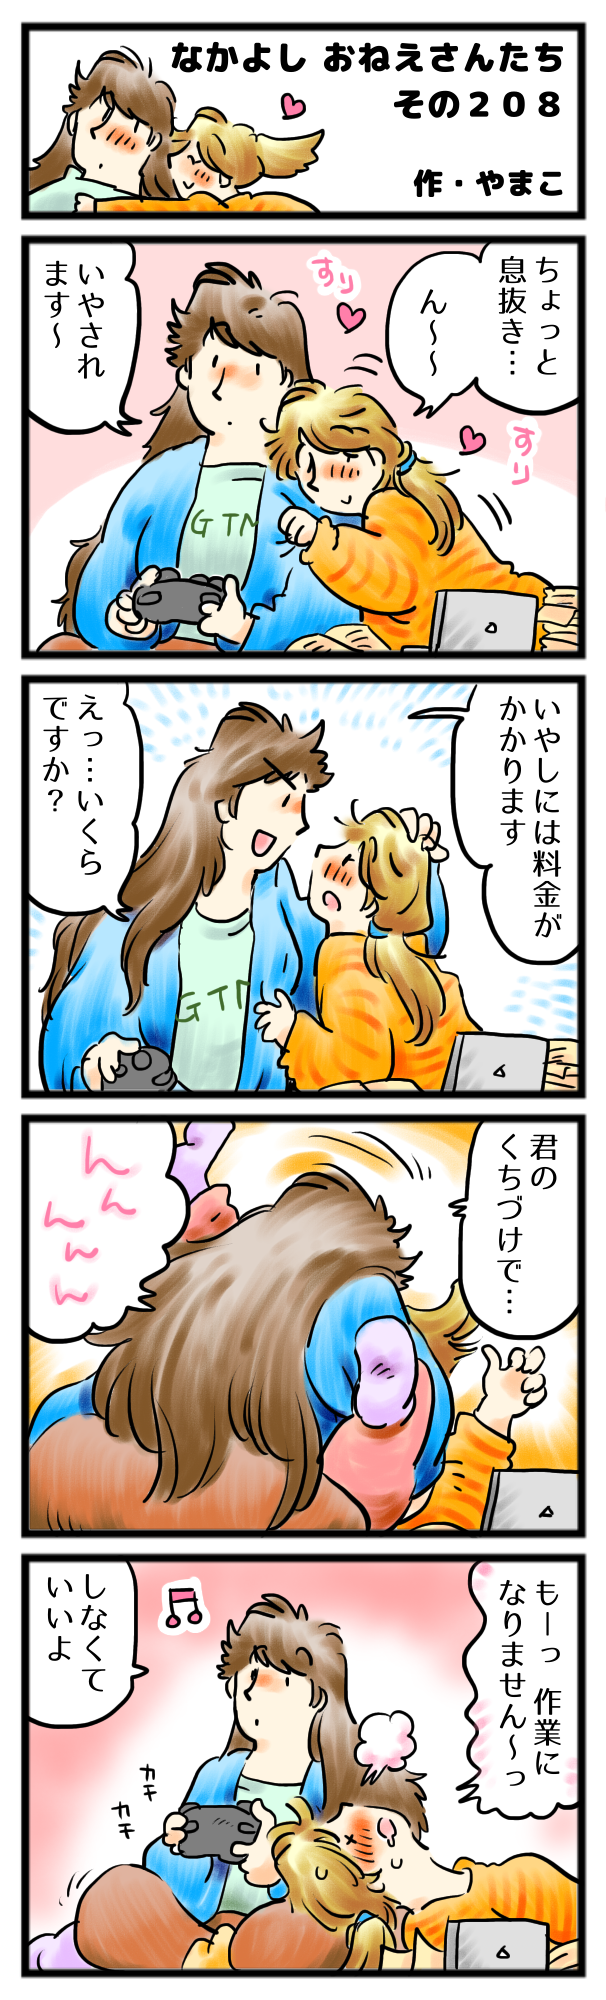 なかよし おねえさんたち
その208
作・やまこ
ちょっと
息抜き…
ん～～
すり
すり
いやされ
ます～
GTM
いやしには料金が
かかります
えっ…いくら
ですか？
GTM
君の
くちづけで…
んん
んんん
もーっ 作業に
なりません～っ
しなくて
いいよ
カチ
カチ